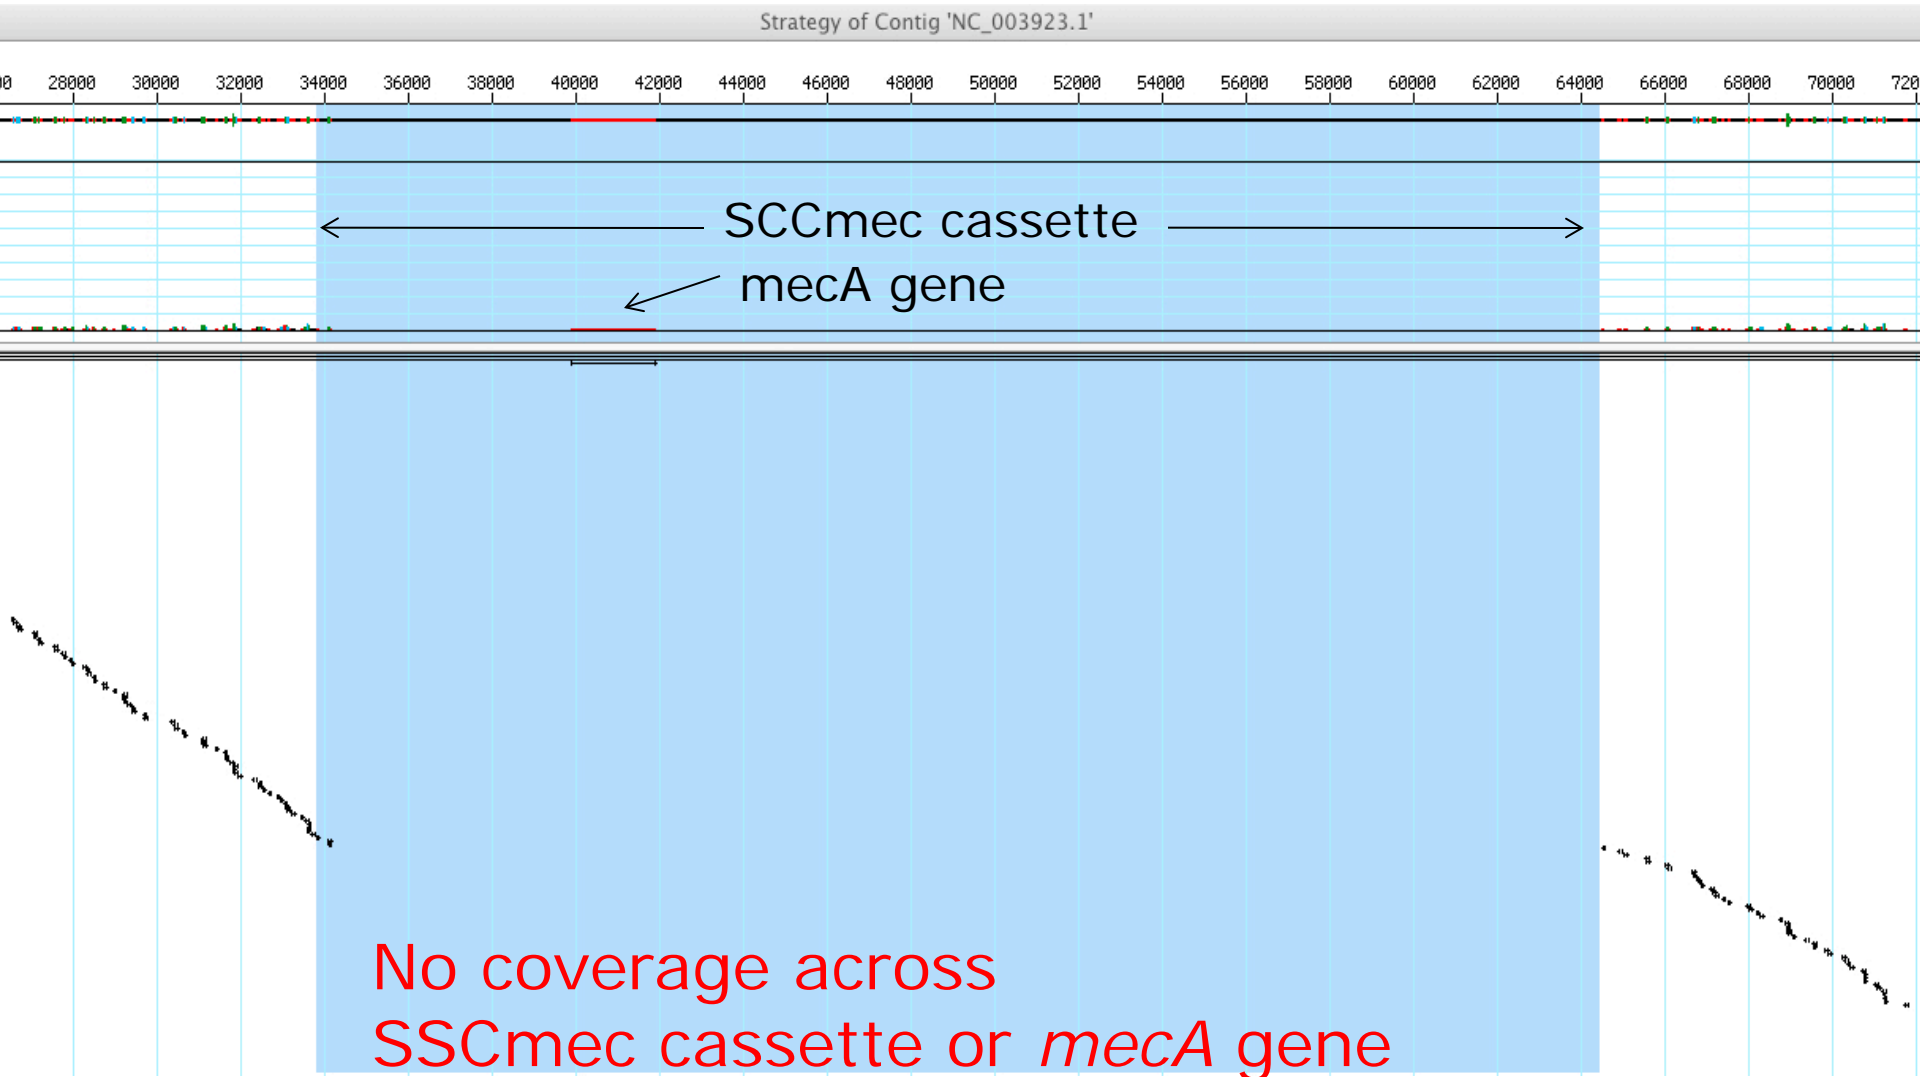 Strategy of Contig 'NC_003923.1'
00 28000 30000 32000 34000 36000 38000 40000 42000 44000 46000 48000 50000 52000 54000 56000 58000 60000 62000 64000 66000 68000 70000 720
SCCmec cassette
mecA gene
No coverage across
SSCmec cassette or mecA gene